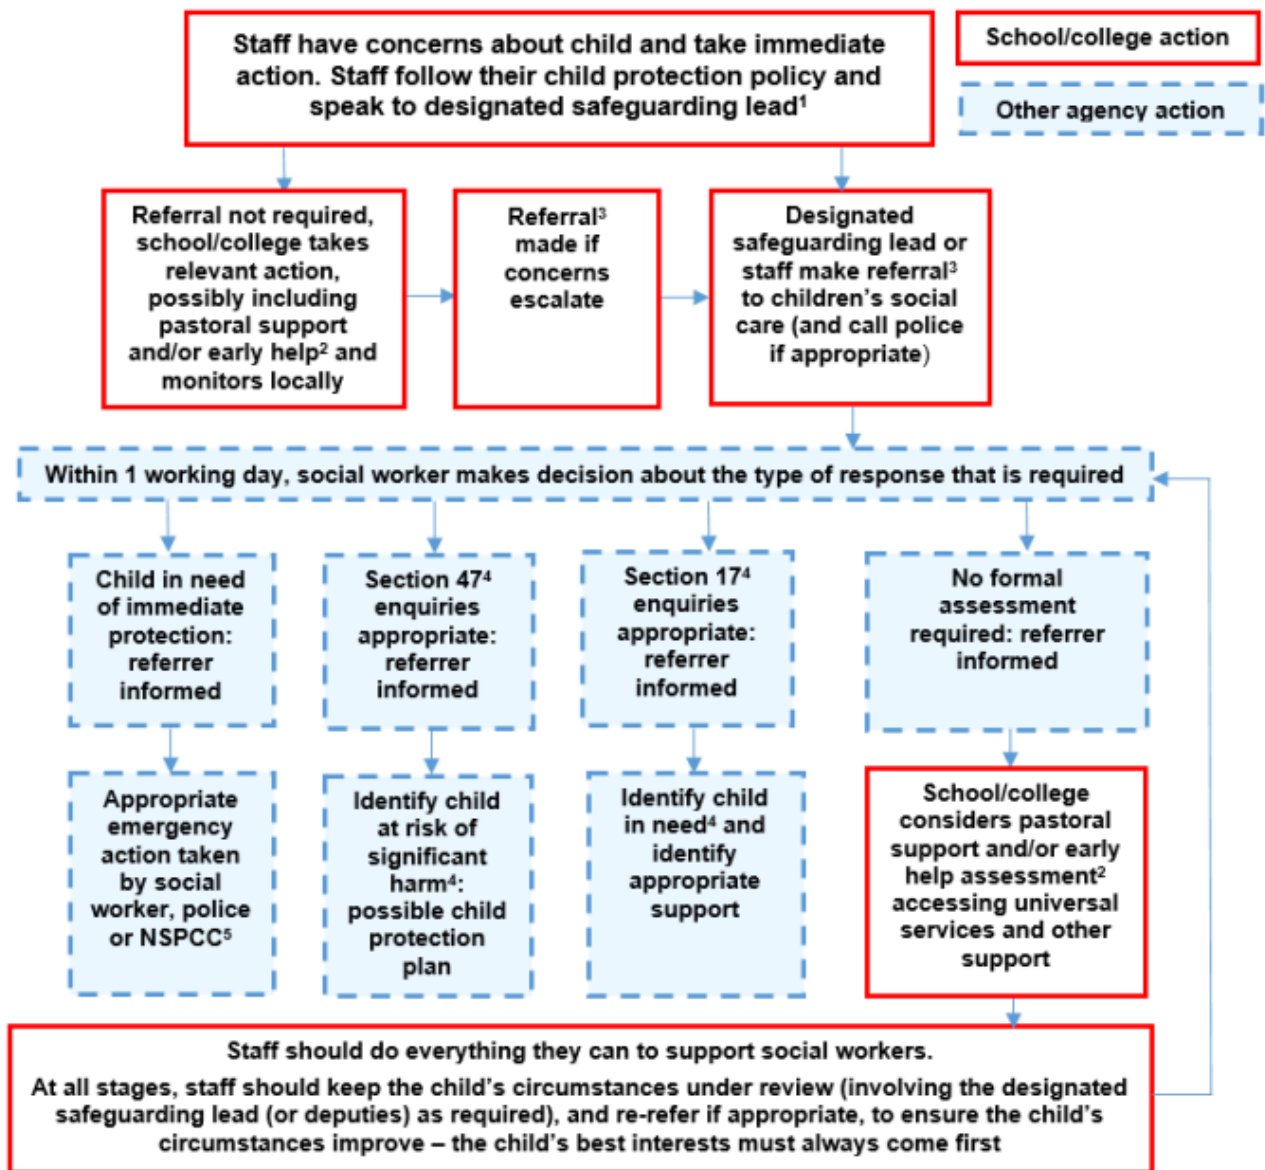 Staff have concerns about child and take immediate
action. Staff follow their child protection policy and
speak to designated safeguarding lead¹
School/college action
Other agency action
Referral not required,
school/college takes
relevant action,
possibly including
pastoral support
and/or early help² and
monitors locally
Referral³
made if
concerns
escalate
Designated
safeguarding lead or
staff make referral³
to children’s social
care (and call police
if appropriate)
Within 1 working day, social worker makes decision about the type of response that is required
Child in need
of immediate
protection:
referrer
informed
Section 47⁴
enquiries
appropriate:
referrer
informed
Section 17⁴
enquiries
appropriate:
referrer
informed
No formal
assessment
required: referrer
informed
Appropriate
emergency
action taken
by social
worker, police
or NSPCC⁵
Identify child
at risk of
significant
harm⁴:
possible child
protection
plan
Identify child
in need⁴ and
identify
appropriate
support
School/college
considers pastoral
support and/or early
help assessment²
accessing universal
services and other
support
Staff should do everything they can to support social workers.
At all stages, staff should keep the child’s circumstances under review (involving the designated
safeguarding lead (or deputies) as required), and re-refer if appropriate, to ensure the child’s
circumstances improve – the child’s best interests must always come first